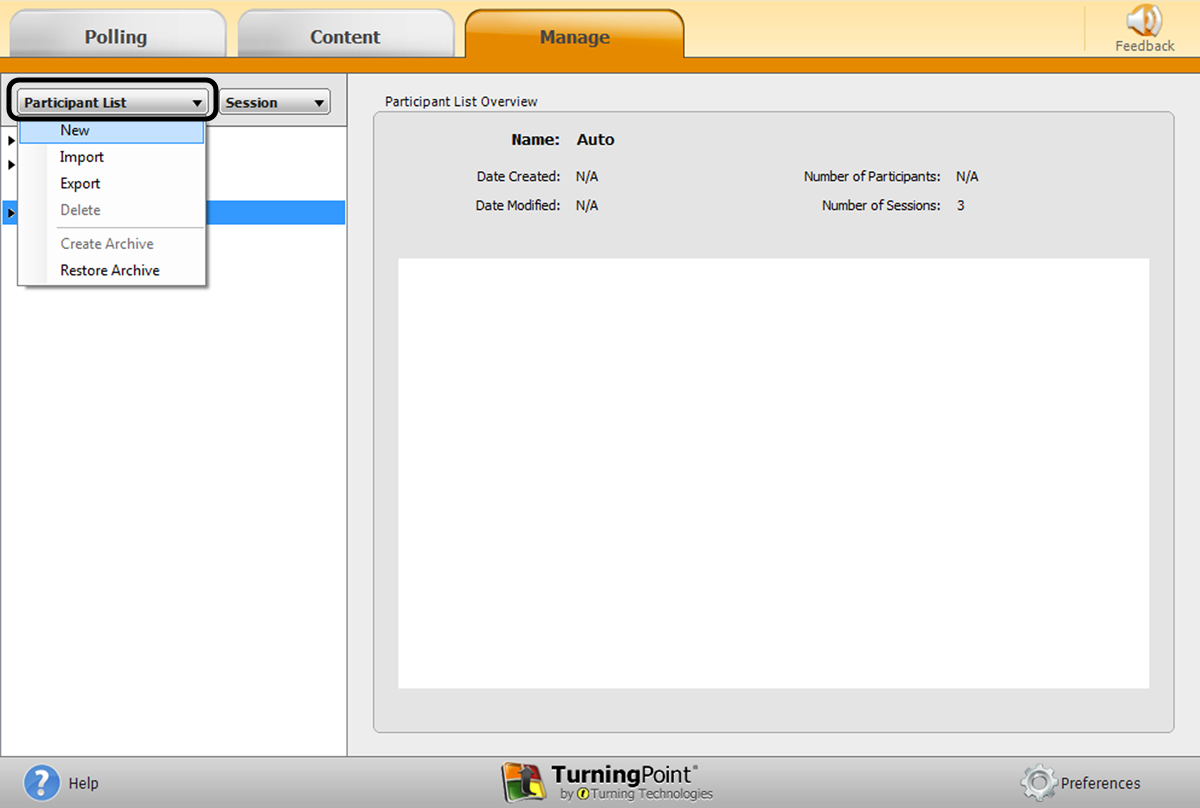 Polling
Content
Manage
Feedback
Participant List
Session
New
Import
Export
Delete
Create Archive
Restore Archive
Participant List Overview
Name: Auto
Date Created: N/A
Number of Participants: N/A
Date Modified: N/A
Number of Sessions: 3
? Help
TurningPoint®
by Turning Technologies
Preferences